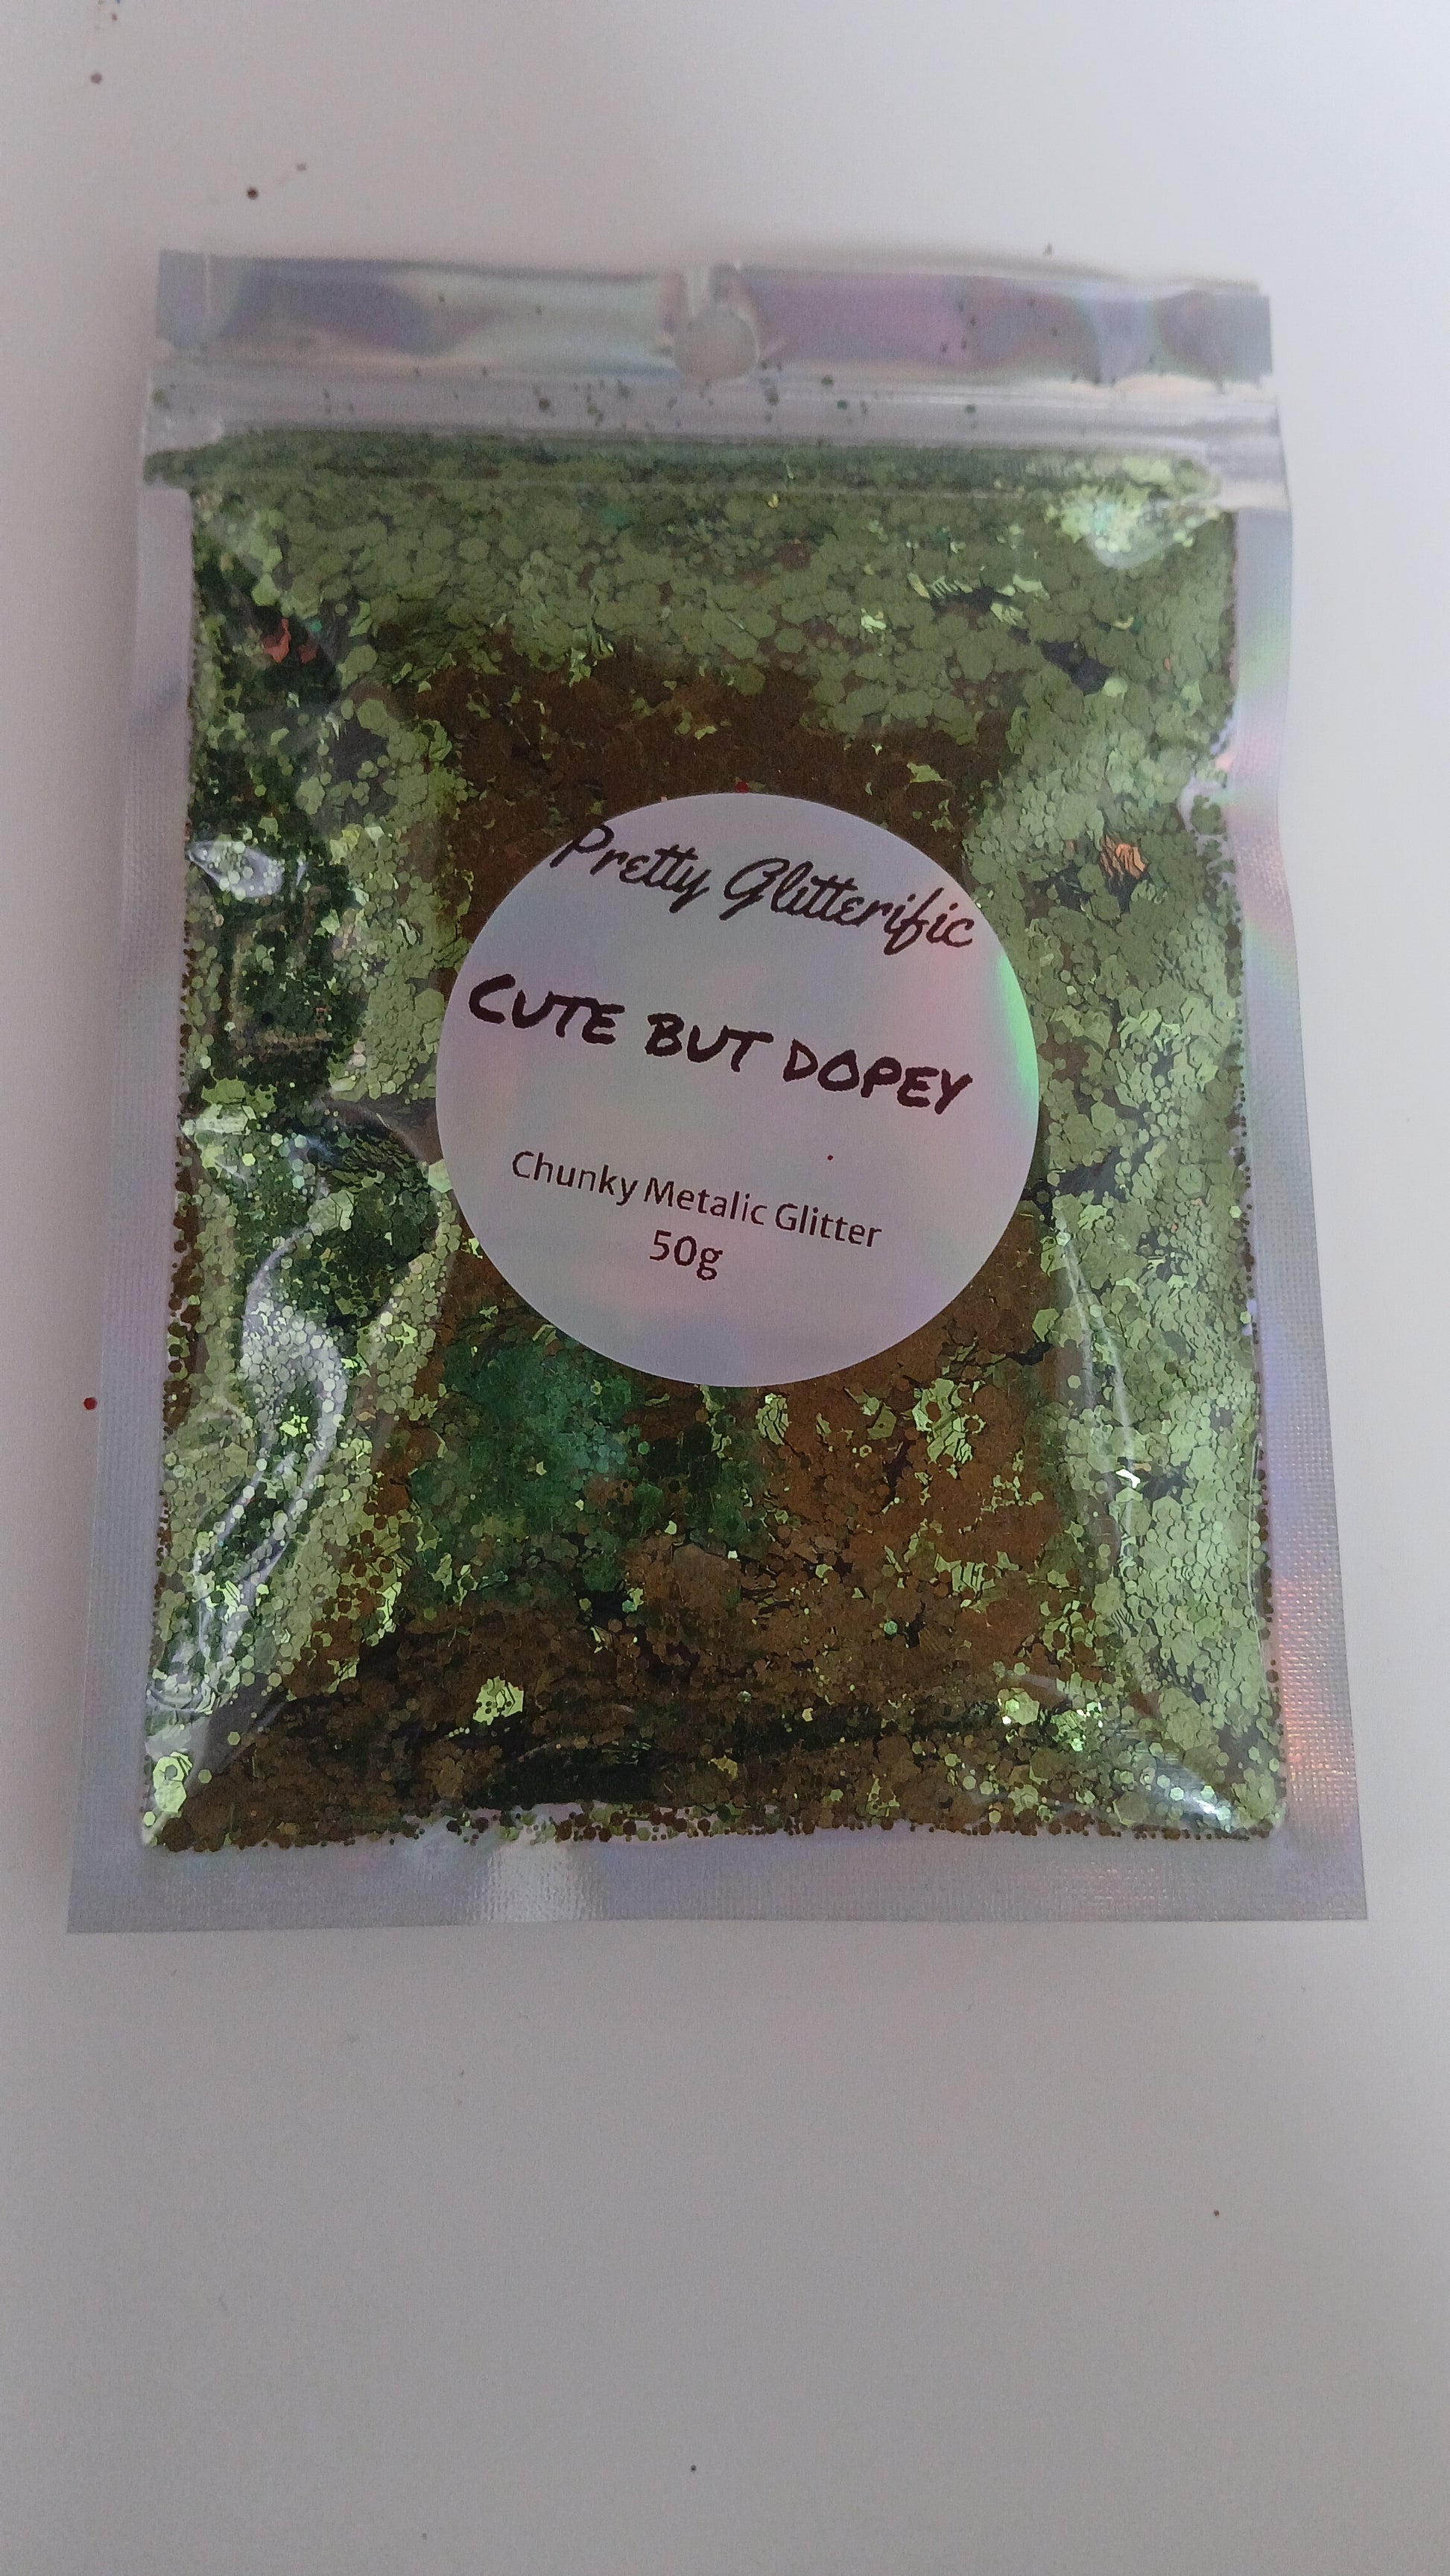 Pretty Glitterific
CUTE BUT DOPEY
Chunky Metalic Glitter
50g